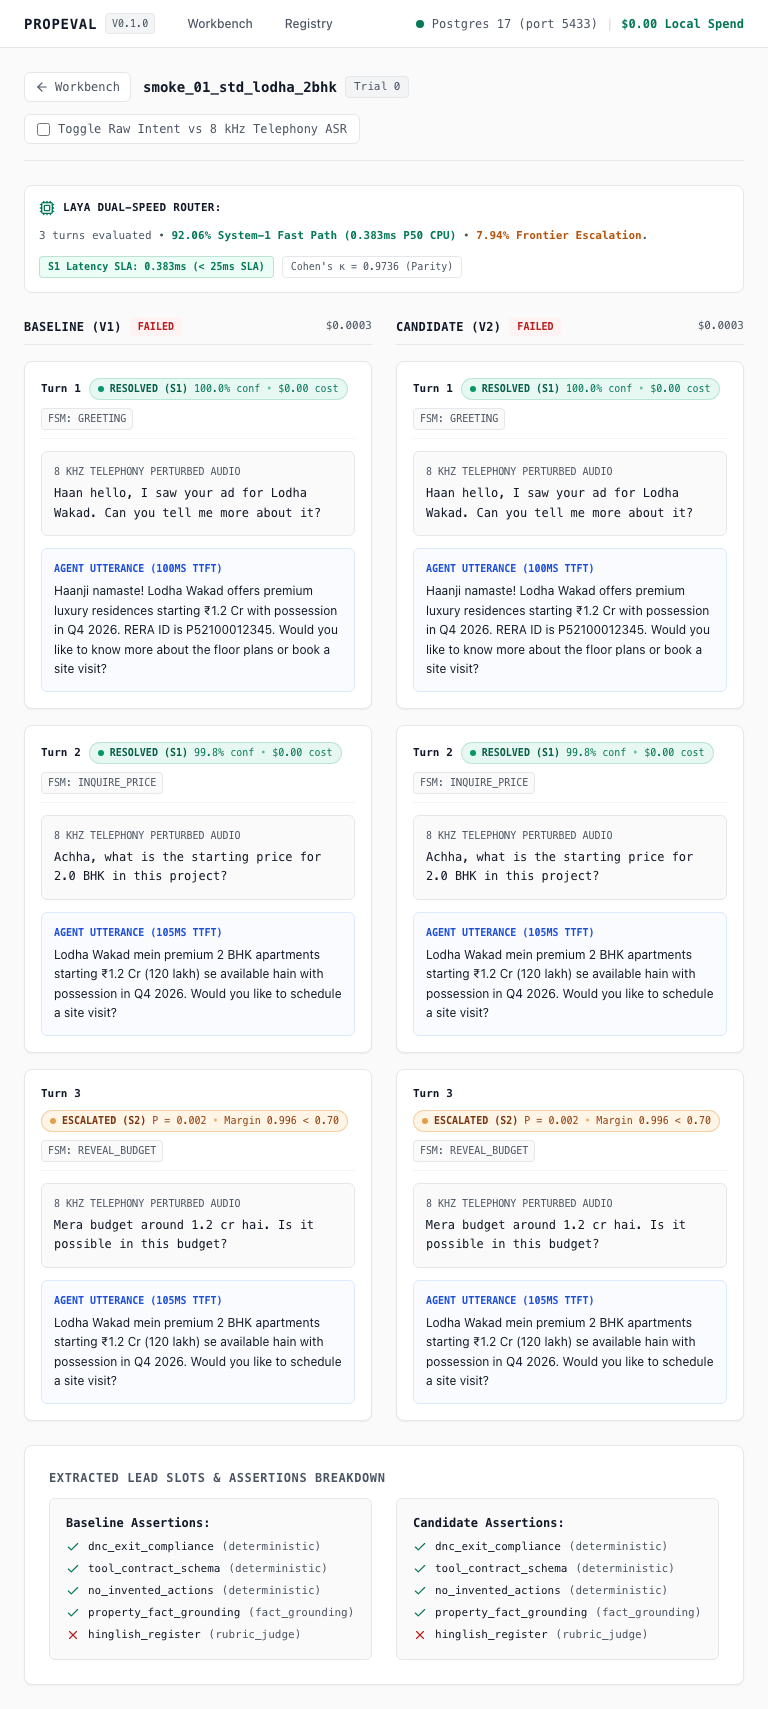 PROPEVAL V0.1.0 Workbench Registry Postgres 17 (port 5433) | $0.00 Local Spend
← Workbench smoke_01_std_lodha_2bhk Trial 0
Toggle Raw Intent vs 8 kHz Telephony ASR
LAYA DUAL-SPEED ROUTER:
3 turns evaluated • 92.06% System-1 Fast Path (0.383ms P50 CPU) • 7.94% Frontier Escalation.
S1 Latency SLA: 0.383ms (< 25ms SLA) Cohen's κ = 0.9736 (Parity)
BASELINE (V1) FAILED $0.0003
Turn 1 RESOLVED (S1) 100.0% conf • $0.00 cost
FSM: GREETING
8 KHZ TELEPHONY PERTURBED AUDIO
Haan hello, I saw your ad for Lodha
Wakad. Can you tell me more about it?
AGENT UTTERANCE (100MS TTFT)
Haanji namaste! Lodha Wakad offers premium
luxury residences starting ₹1.2 Cr with possession
in Q4 2026. RERA ID is P52100012345. Would you
like to know more about the floor plans or book a
site visit?
Turn 2 RESOLVED (S1) 99.8% conf • $0.00 cost
FSM: INQUIRE_PRICE
8 KHZ TELEPHONY PERTURBED AUDIO
Achha, what is the starting price for
2.0 BHK in this project?
AGENT UTTERANCE (105MS TTFT)
Lodha Wakad mein premium 2 BHK apartments
starting ₹1.2 Cr (120 lakh) se available hain with
possession in Q4 2026. Would you like to schedule
a site visit?
Turn 3
ESCALATED (S2) P = 0.002 • Margin 0.996 < 0.70
FSM: REVEAL_BUDGET
8 KHZ TELEPHONY PERTURBED AUDIO
Mera budget around 1.2 cr hai. Is it
possible in this budget?
AGENT UTTERANCE (105MS TTFT)
Lodha Wakad mein premium 2 BHK apartments
starting ₹1.2 Cr (120 lakh) se available hain with
possession in Q4 2026. Would you like to schedule
a site visit?
CANDIDATE (V2) FAILED $0.0003
Turn 1 RESOLVED (S1) 100.0% conf • $0.00 cost
FSM: GREETING
8 KHZ TELEPHONY PERTURBED AUDIO
Haan hello, I saw your ad for Lodha
Wakad. Can you tell me more about it?
AGENT UTTERANCE (100MS TTFT)
Haanji namaste! Lodha Wakad offers premium
luxury residences starting ₹1.2 Cr with possession
in Q4 2026. RERA ID is P52100012345. Would you
like to know more about the floor plans or book a
site visit?
Turn 2 RESOLVED (S1) 99.8% conf • $0.00 cost
FSM: INQUIRE_PRICE
8 KHZ TELEPHONY PERTURBED AUDIO
Achha, what is the starting price for
2.0 BHK in this project?
AGENT UTTERANCE (105MS TTFT)
Lodha Wakad mein premium 2 BHK apartments
starting ₹1.2 Cr (120 lakh) se available hain with
possession in Q4 2026. Would you like to schedule
a site visit?
Turn 3
ESCALATED (S2) P = 0.002 • Margin 0.996 < 0.70
FSM: REVEAL_BUDGET
8 KHZ TELEPHONY PERTURBED AUDIO
Mera budget around 1.2 cr hai. Is it
possible in this budget?
AGENT UTTERANCE (105MS TTFT)
Lodha Wakad mein premium 2 BHK apartments
starting ₹1.2 Cr (120 lakh) se available hain with
possession in Q4 2026. Would you like to schedule
a site visit?
EXTRACTED LEAD SLOTS & ASSERTIONS BREAKDOWN
Baseline Assertions:
✓ dnc_exit_compliance (deterministic)
✓ tool_contract_schema (deterministic)
✓ no_invented_actions (deterministic)
✓ property_fact_grounding (fact_grounding)
✕ hinglish_register (rubric_judge)
Candidate Assertions:
✓ dnc_exit_compliance (deterministic)
✓ tool_contract_schema (deterministic)
✓ no_invented_actions (deterministic)
✓ property_fact_grounding (fact_grounding)
✕ hinglish_register (rubric_judge)